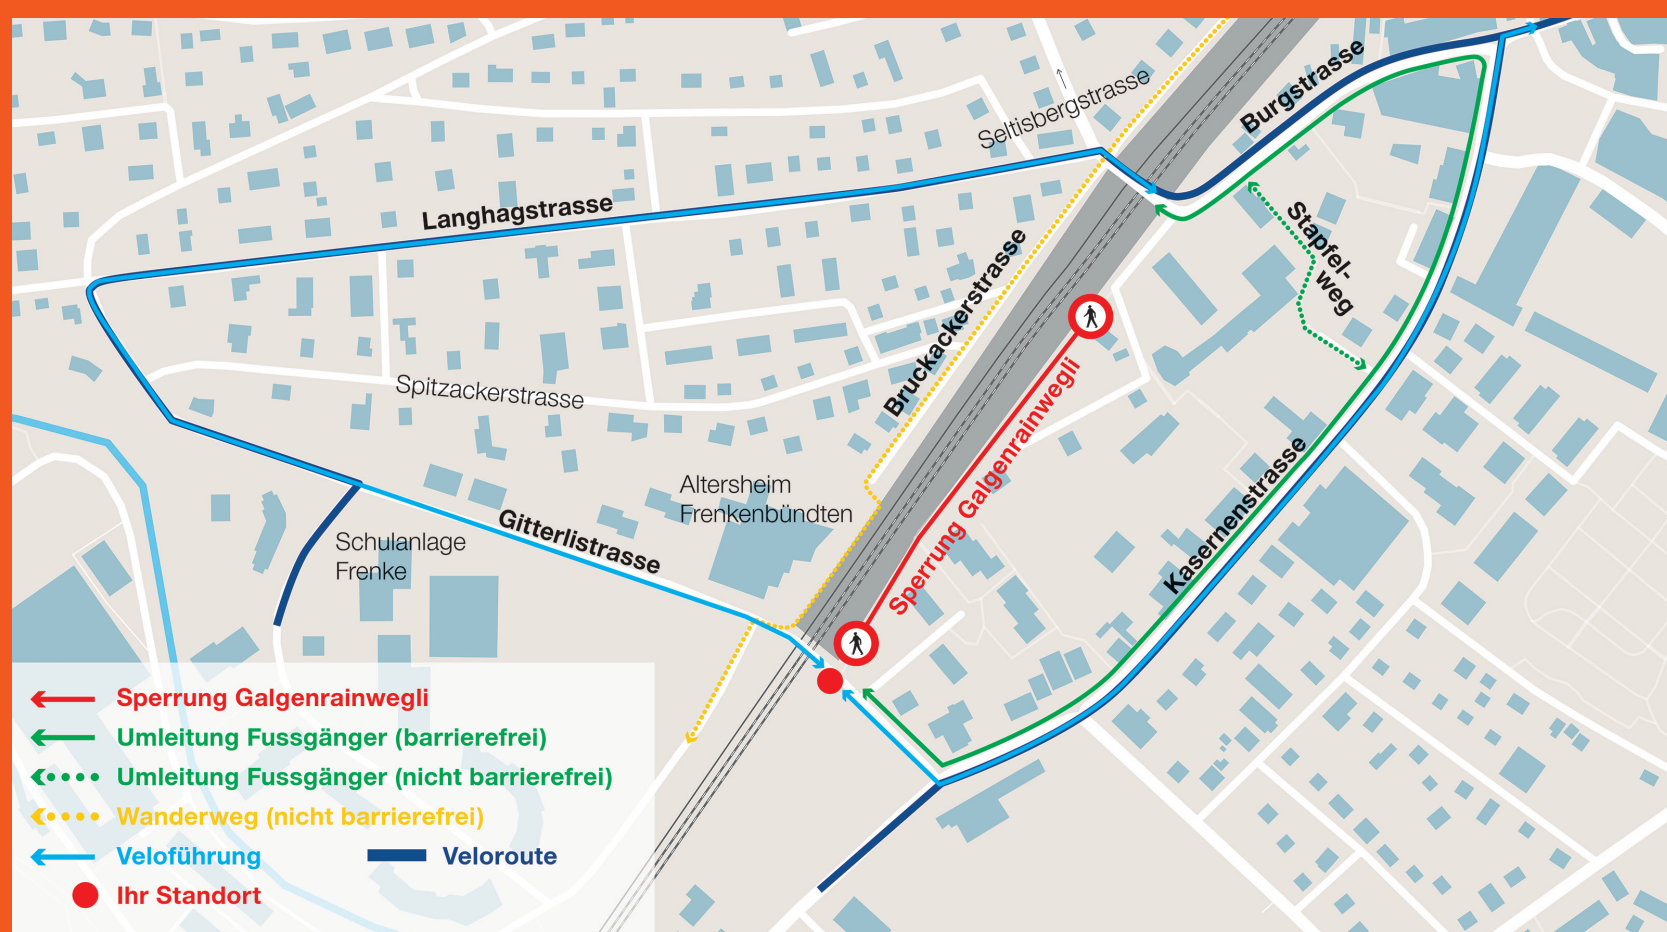 Burgstrasse
Seltisbergstrasse
Langhagstrasse
Stapfel-
weg
Bruckackerstrasse
Spitzackerstrasse
Sperrung Galgenrainwegli
Altersheim
Frenkenbündten
Gitterlistrasse
Kasernenstrasse
Schulanlage
Frenke
Sperrung Galgenrainwegli
Umleitung Fussgänger (barrierefrei)
Umleitung Fussgänger (nicht barrierefrei)
Wanderweg (nicht barrierefrei)
Veloführung
Veloroute
Ihr Standort